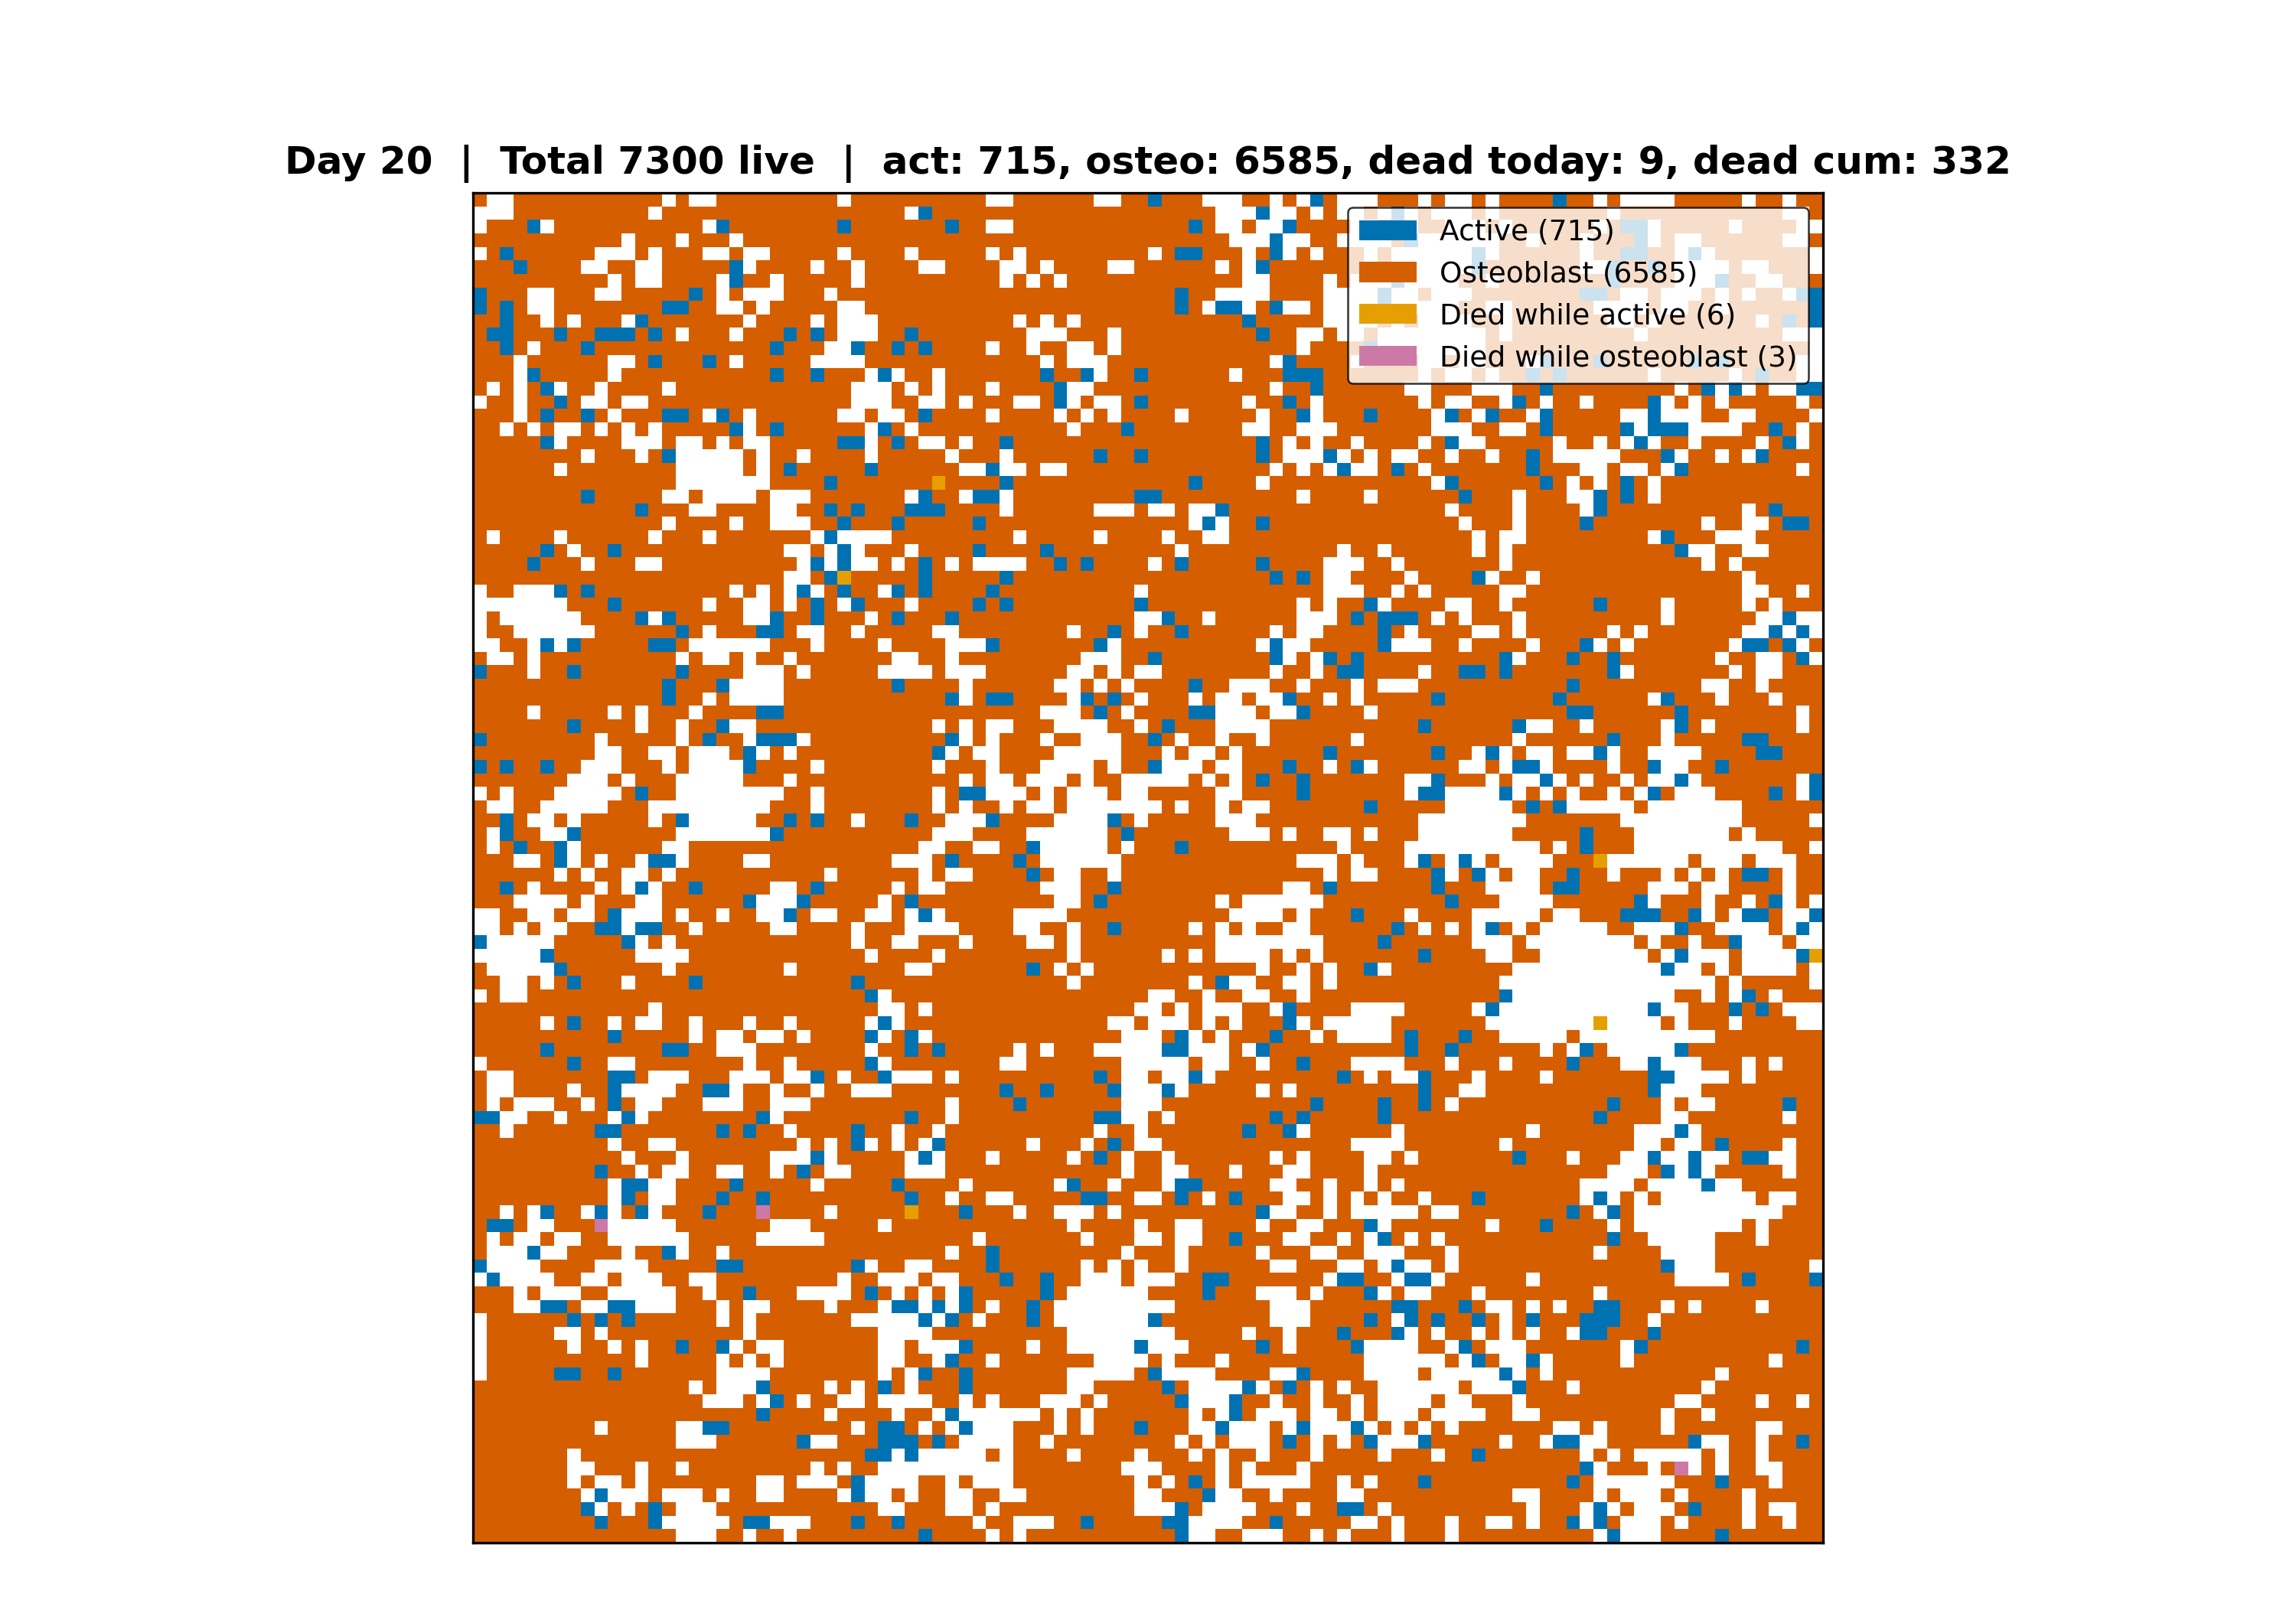 Day 20 | Total 7300 live | act: 715, osteo: 6585, dead today: 9, dead cum: 332
Active (715)
Osteoblast (6585)
Died while active (6)
Died while osteoblast (3)